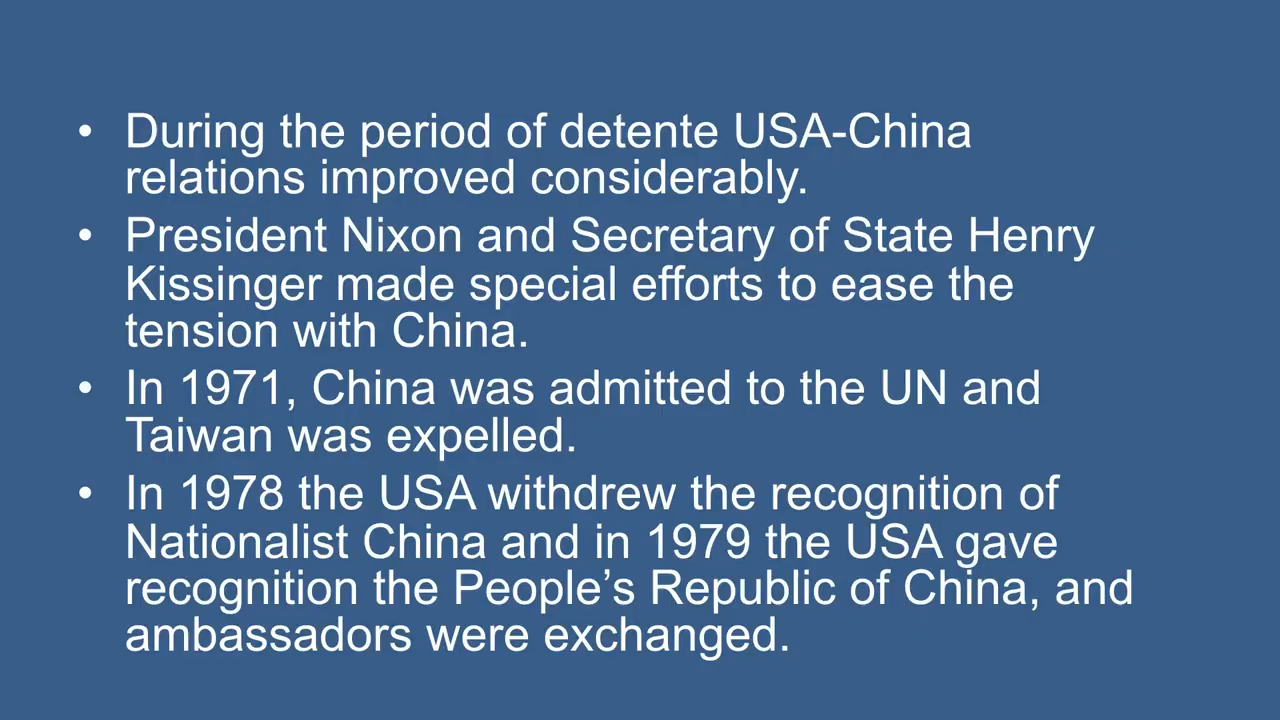 • During the period of detente USA-China
relations improved considerably.
• President Nixon and Secretary of State Henry
Kissinger made special efforts to ease the
tension with China.
• In 1971, China was admitted to the UN and
Taiwan was expelled.
• In 1978 the USA withdrew the recognition of
Nationalist China and in 1979 the USA gave
recognition the People’s Republic of China, and
ambassadors were exchanged.